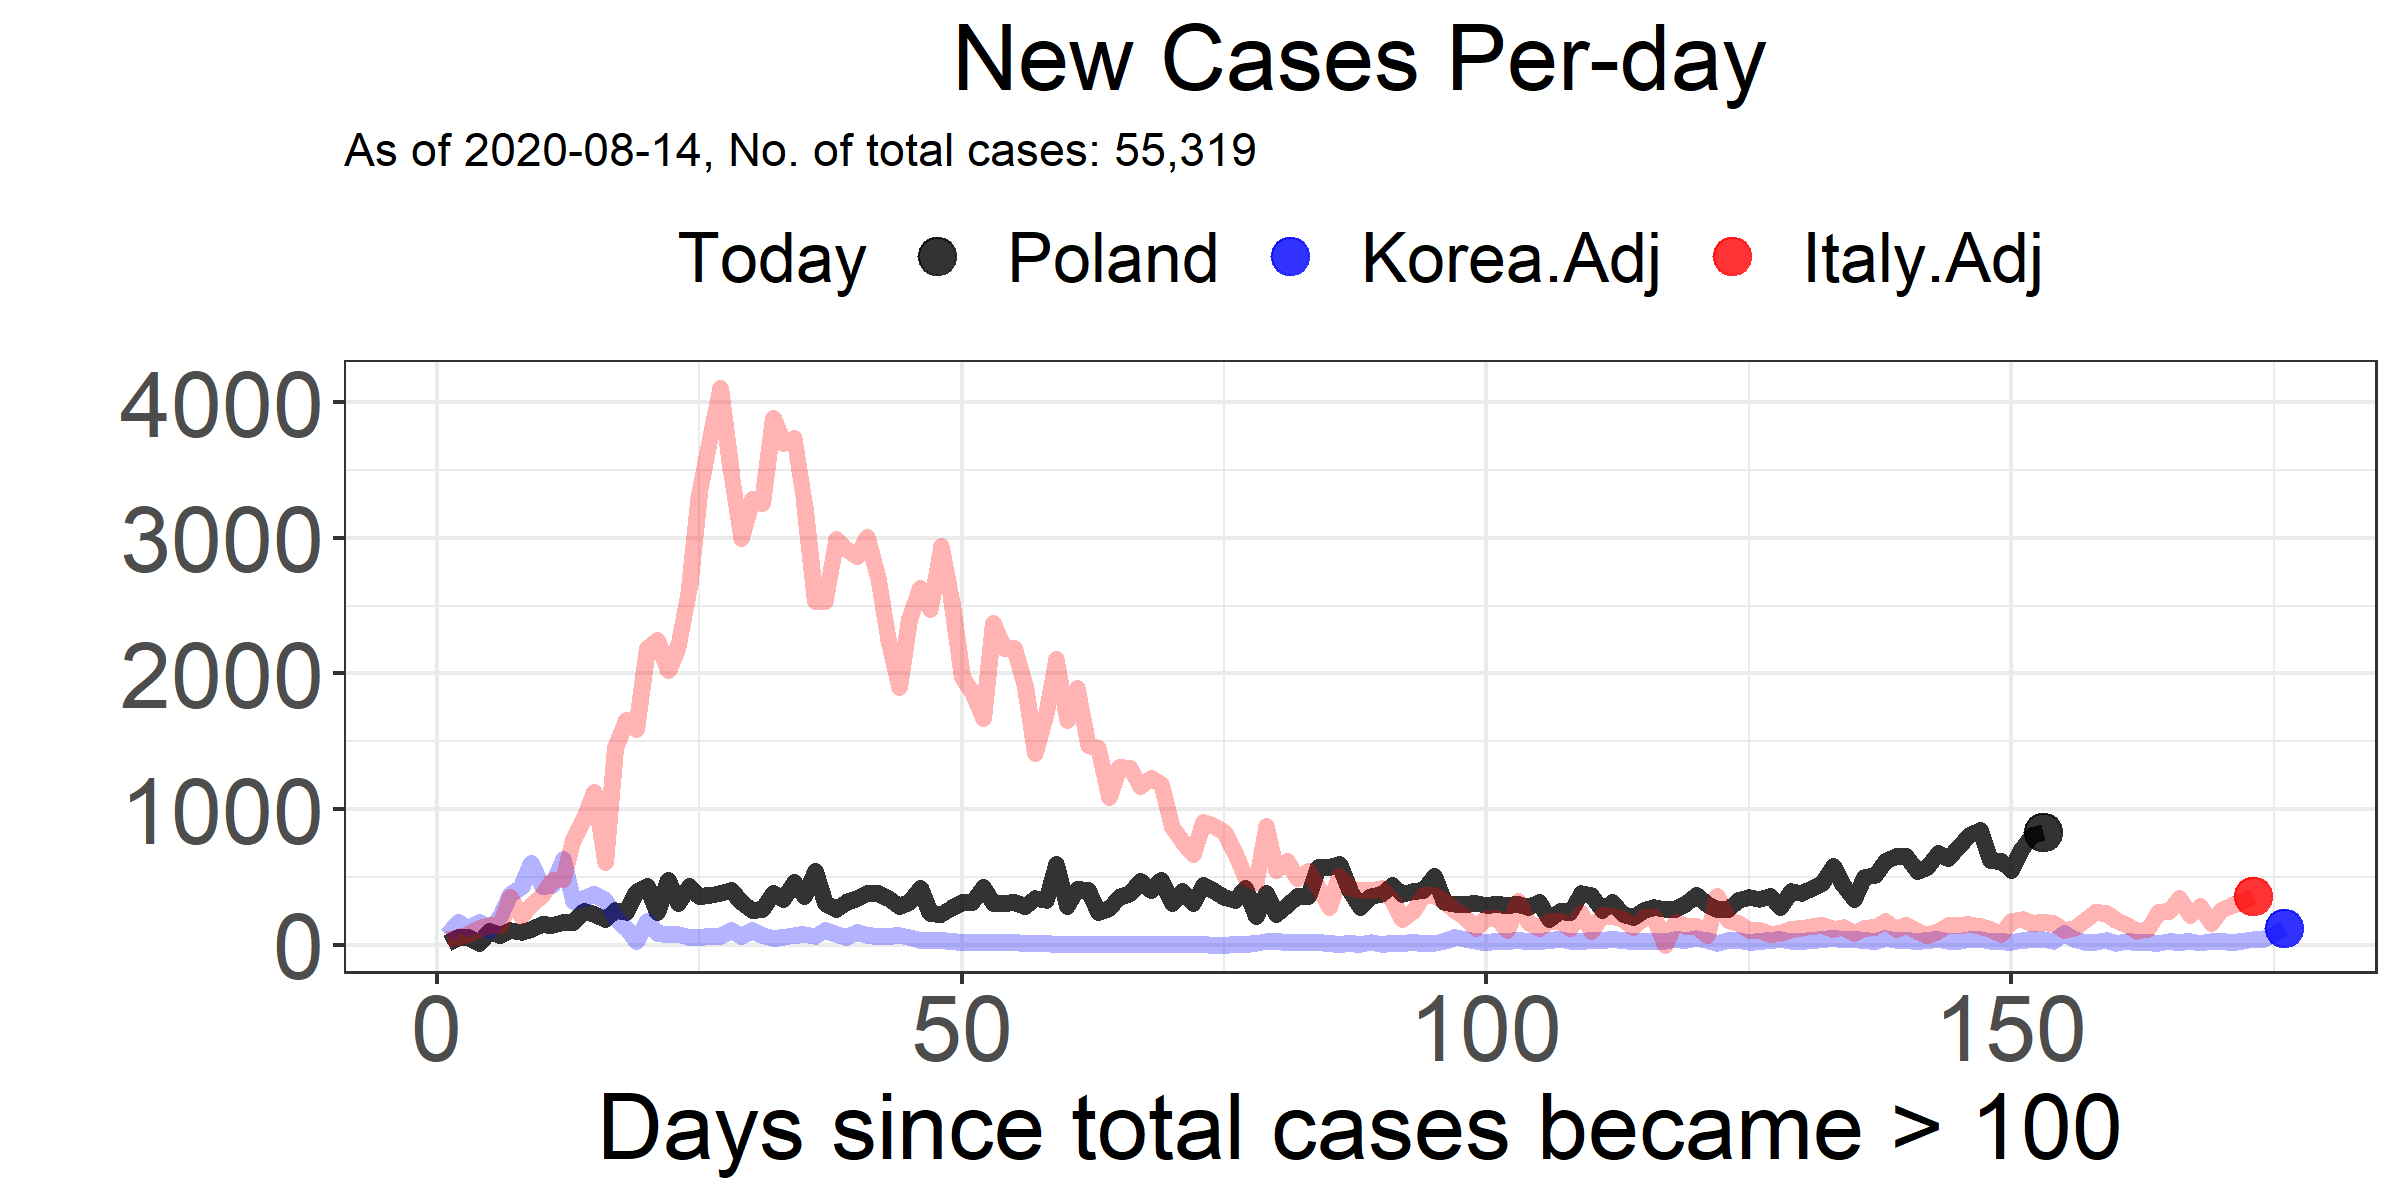 New Cases Per-day
As of 2020-08-14, No. of total cases: 55,319
Today Poland Korea.Adj Italy.Adj
4000
3000
2000
1000
0
0 50 100 150
Days since total cases became > 100